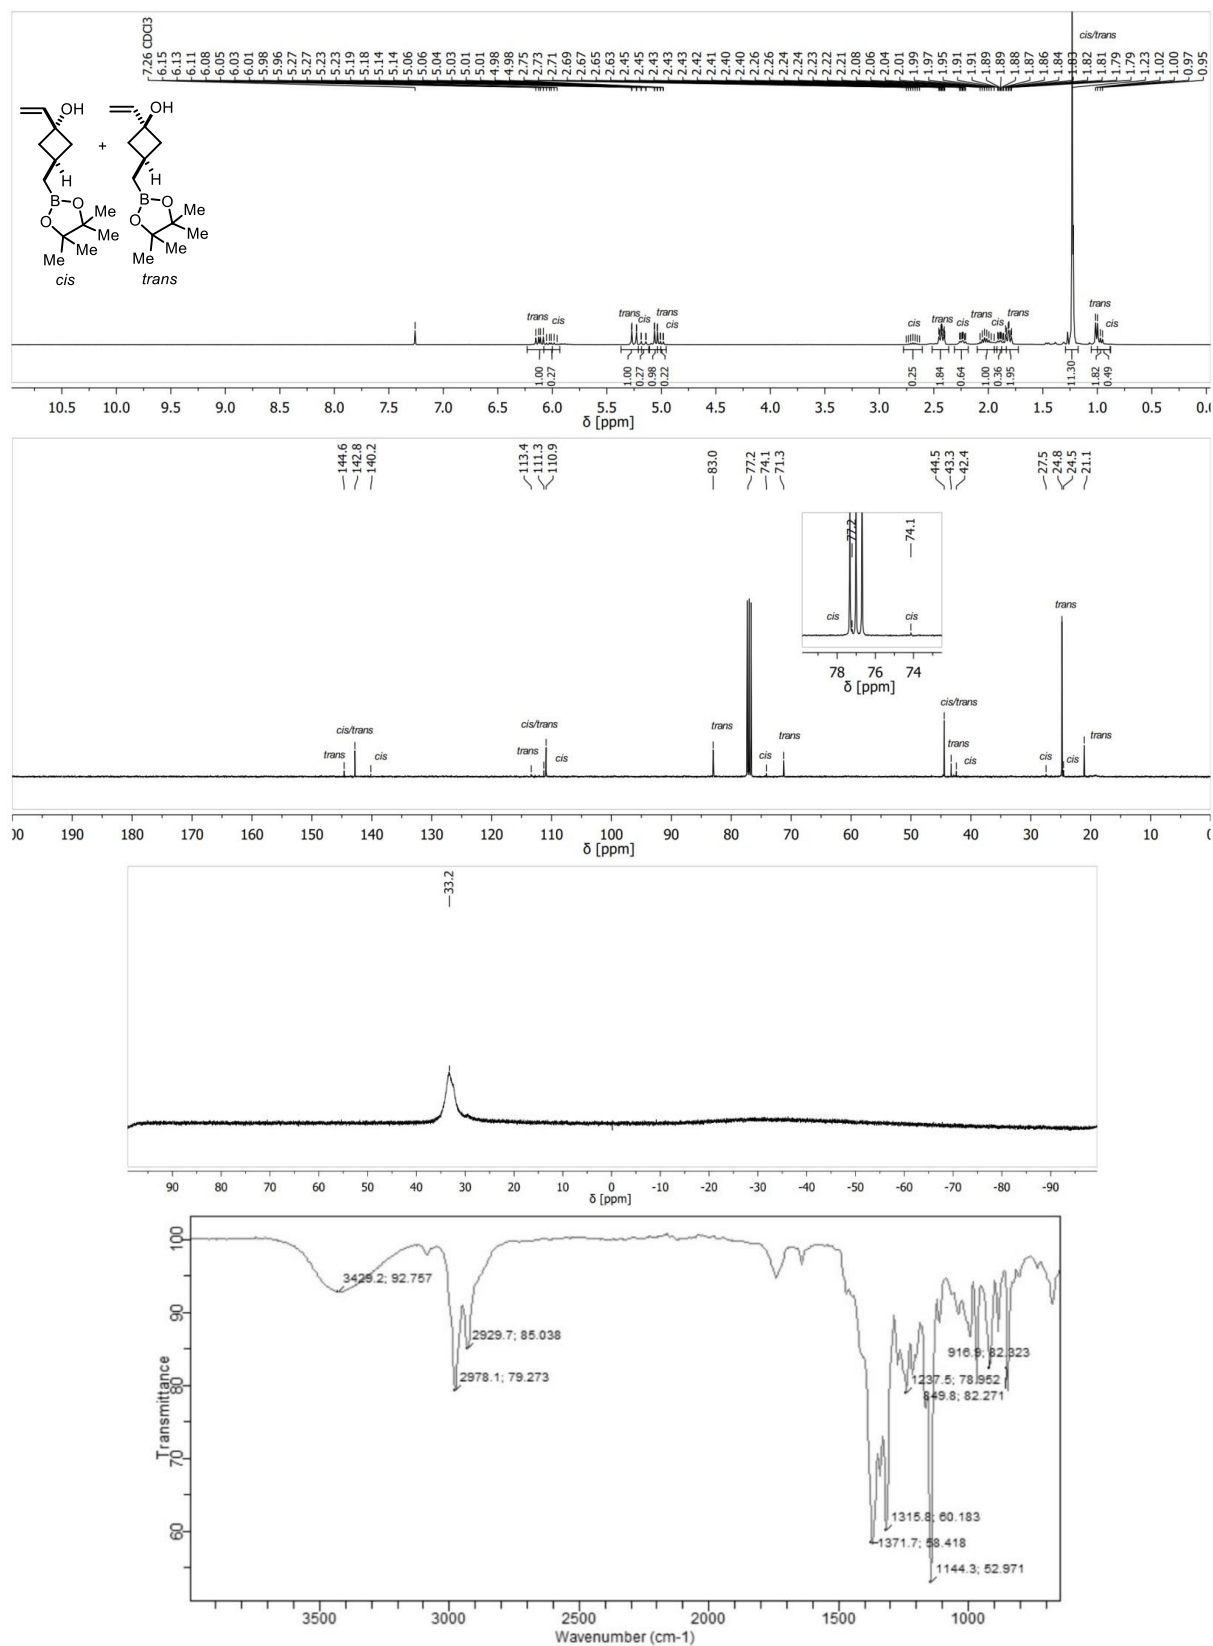 7.26 CDCl3
6.15
6.13
6.11
6.08
6.05
6.03
6.01
5.98
5.96
5.27
5.27
5.23
5.23
5.19
5.18
5.14
5.14
5.06
5.06
5.04
5.03
5.01
5.01
4.98
4.98
2.75
2.73
2.71
2.69
2.67
2.65
2.63
2.45
2.45
2.43
2.43
2.43
2.42
2.41
2.40
2.40
2.26
2.26
2.24
2.24
2.23
2.22
2.21
2.08
2.06
2.04
2.01
1.99
1.97
1.95
1.91
1.91
1.89
1.89
1.88
1.87
1.86
1.84
1.82
1.81
1.79
1.79
1.23
1.02
1.00
0.97
0.95
cis/trans
OH
+
OH
H
H
B
O
O
Me
Me
Me
Me
B
O
O
Me
Me
Me
Me
cis
trans
trans cis
trans cis trans cis
cis trans cis trans cis trans
trans cis
1.00 0.27 1.00 0.27 0.98 0.22 0.25 1.84 0.64 1.00 0.36 1.95 11.30 1.82 0.49
10.5 10.0 9.5 9.0 8.5 8.0 7.5 7.0 6.5 6.0 5.5 5.0 4.5 4.0 3.5 3.0 2.5 2.0 1.5 1.0 0.5 0.
δ [ppm]
144.6 142.8 140.2 113.4 111.3 110.9 83.0 77.2 74.1 71.3 44.5 43.3 42.4 27.5 24.8 24.5 21.1
77.2 74.1
cis cis
78 76 74
δ [ppm]
trans cis/trans cis
trans cis/trans cis
trans cis trans
cis/trans trans cis
cis trans cis trans
00 190 180 170 160 150 140 130 120 110 100 90 80 70 60 50 40 30 20 10
δ [ppm]
33.2
90 80 70 60 50 40 30 20 10 0 -10 -20 -30 -40 -50 -60 -70 -80 -90
δ [ppm]
Transmittance
100
90
80
70
60
3429.2; 92.757
2929.7; 85.038
2978.1; 79.273
916.9; 82.323
1237.5; 78.952
849.8; 82.271
1315.8; 60.183
1371.7; 58.418
1144.3; 52.971
3500 3000 2500 2000 1500 1000
Wavenumber (cm-1)